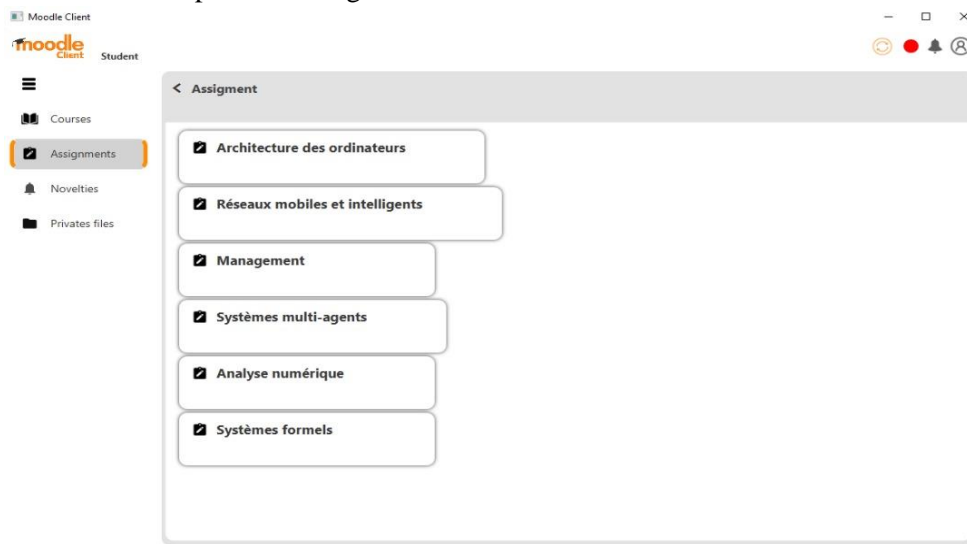 Moodle Client
moodle
Client
Student
Assigment
Courses
Assignments
Novelties
Privates files
Architecture des ordinateurs
Réseaux mobiles et intelligents
Management
Systèmes multi-agents
Analyse numérique
Systèmes formels